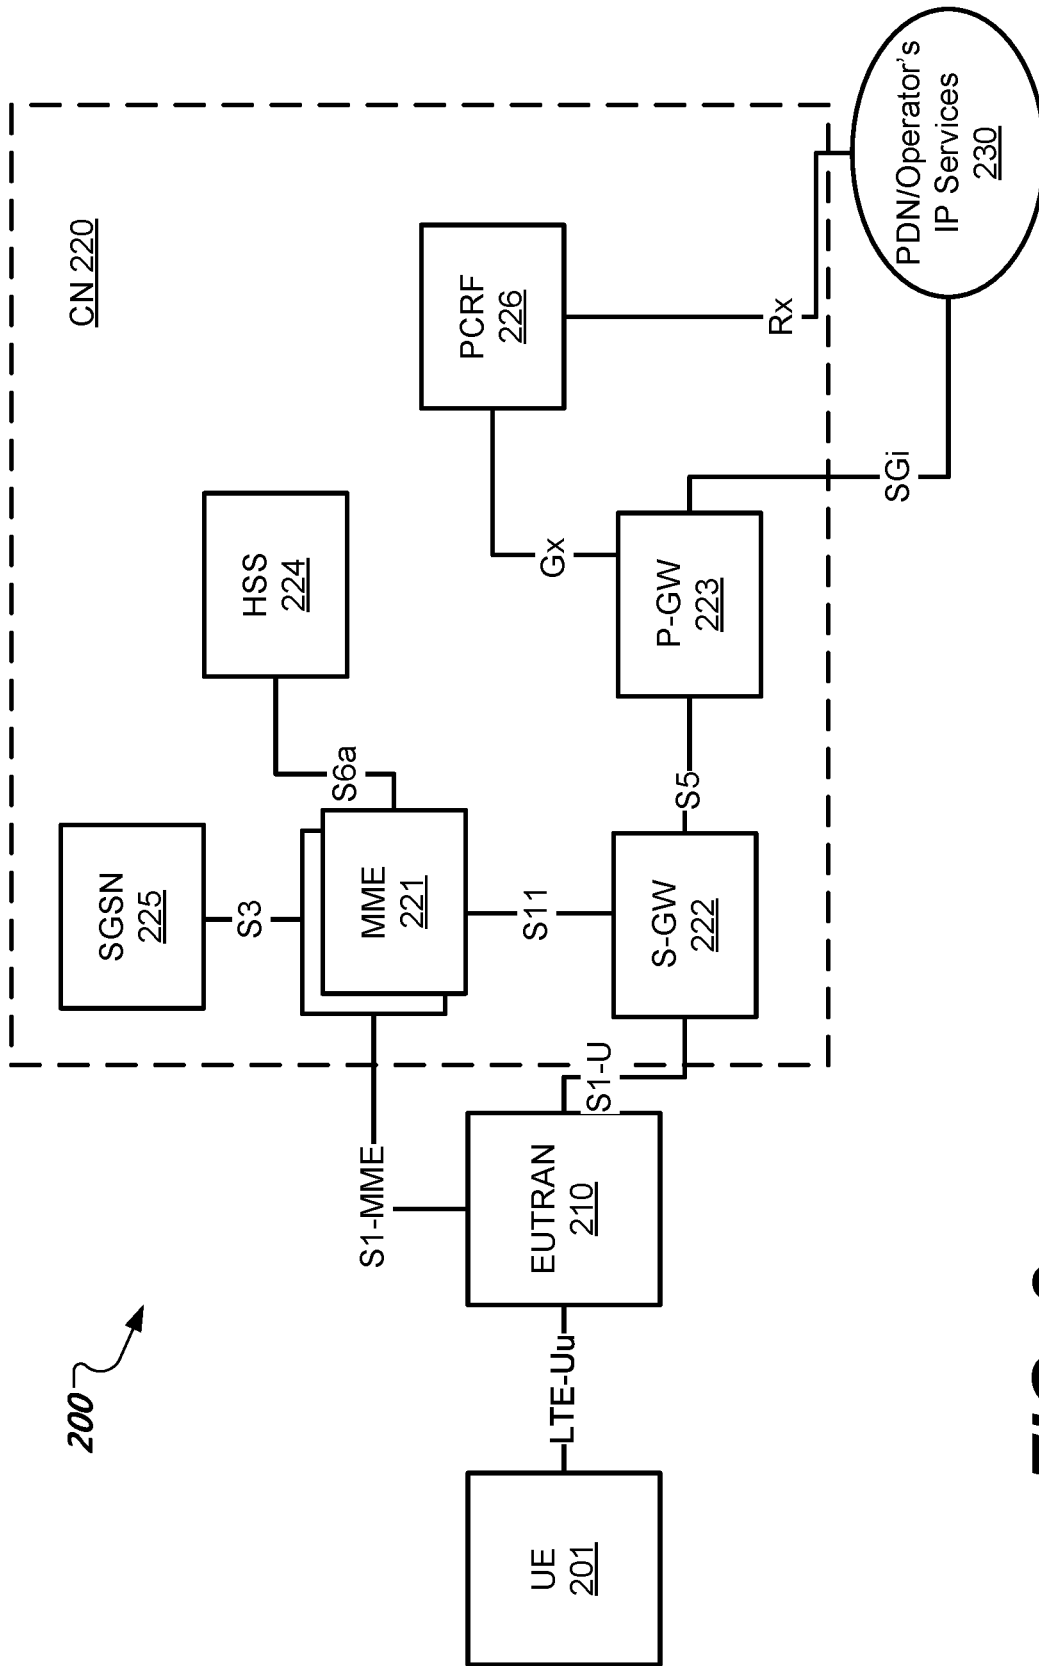 200
CN 220
SGSN
225
S3
HSS
224
S6a
MME
221
S1-MME
S11
PCRF
226
Gx
Rx
UE
201
LTE-Uu
EUTRAN
210
S1-U
S-GW
222
S5
P-GW
223
SGi
PDN/Operator's
IP Services
230